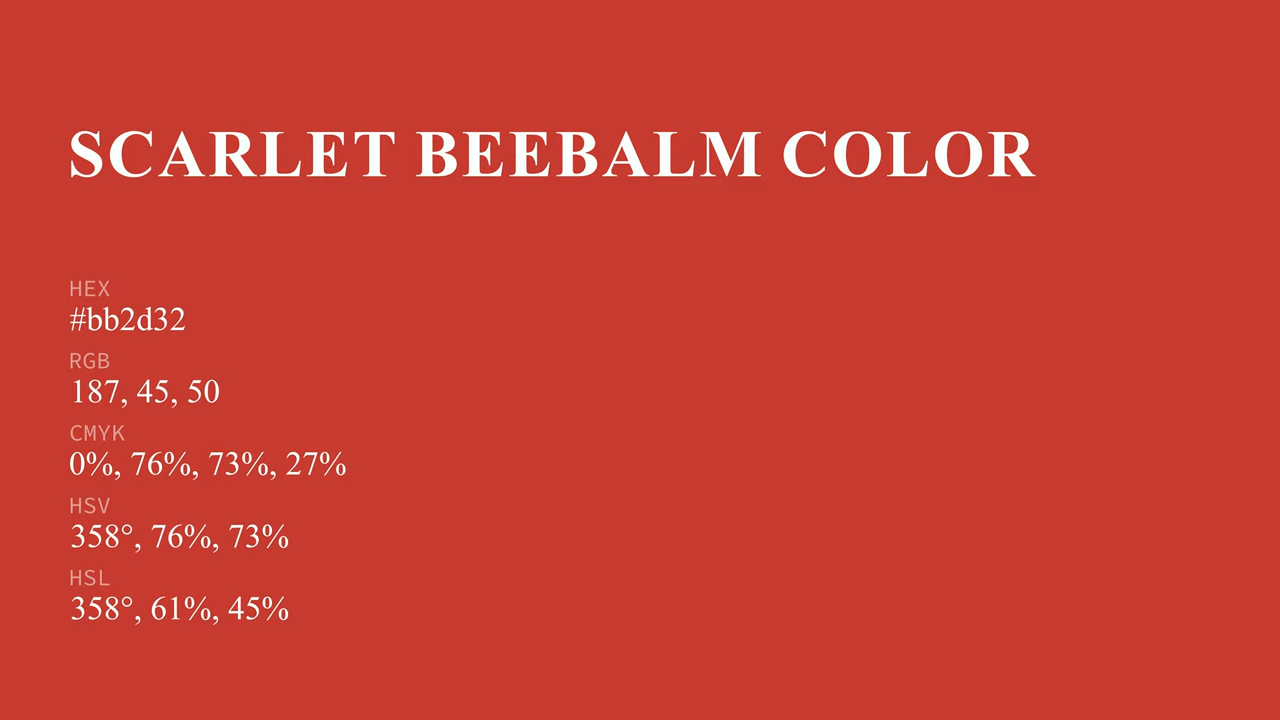 SCARLET BEEBALM COLOR
HEX
#bb2d32
RGB
187, 45, 50
CMYK
0%, 76%, 73%, 27%
HSV
358°, 76%, 73%
HSL
358°, 61%, 45%